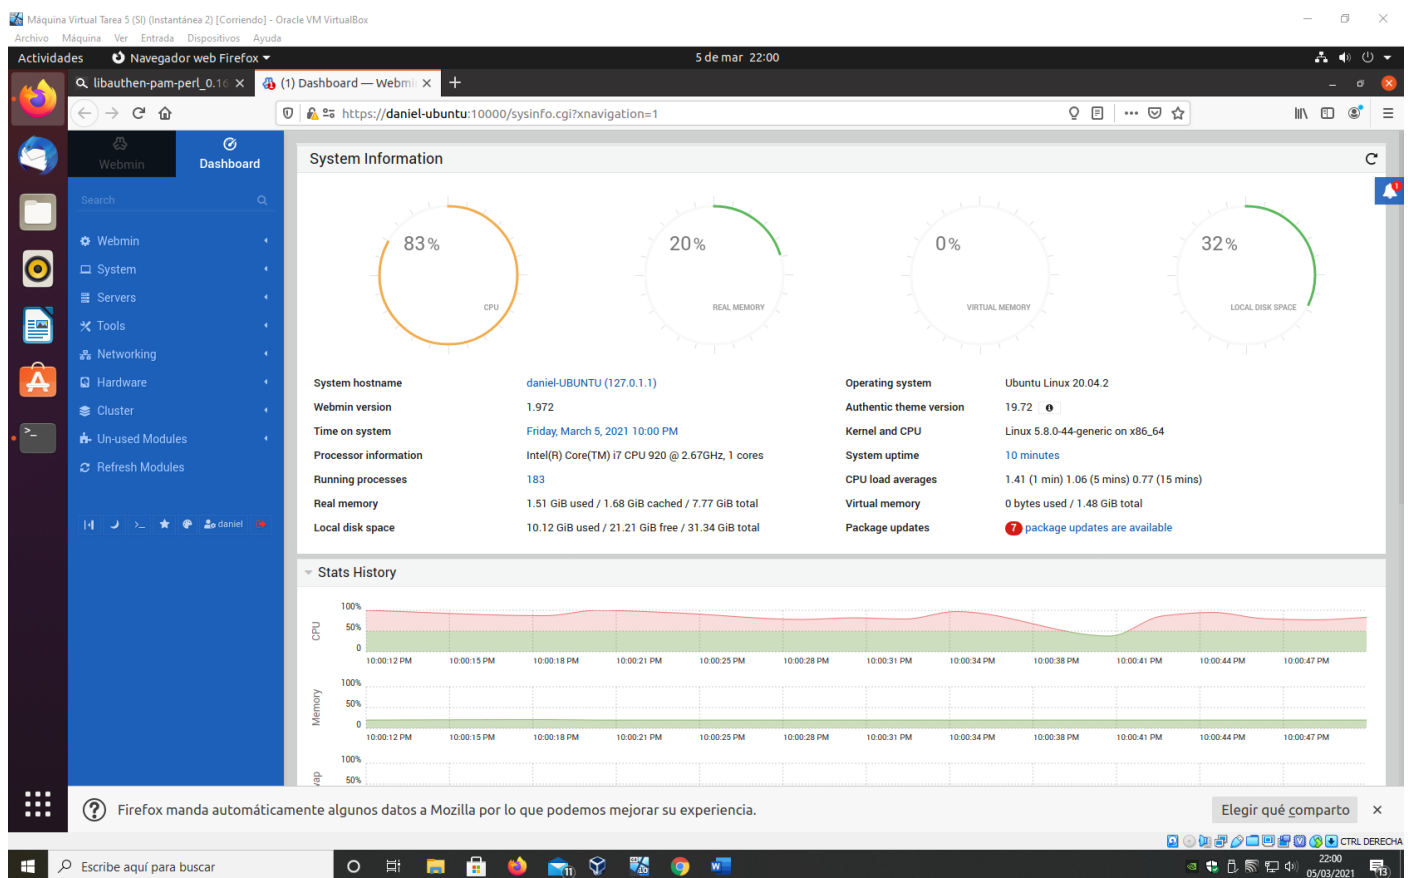 Máquina Virtual Tarea 5 (SI) (Instantánea 2) [Corriendo] - Oracle VM VirtualBox
Archivo Máquina Ver Entrada Dispositivos Ayuda
Actividades Navegador web Firefox 5 de mar 22:00
libauthen-pam-perl_0.16 (1) Dashboard — Webmi
https://daniel-ubuntu:10000/sysinfo.cgi?xnavigation=1
Webmin Dashboard
Search
Webmin
System
Servers
Tools
Networking
Hardware
Cluster
Un-used Modules
Refresh Modules
daniel
System Information
1
83% CPU
20% REAL MEMORY
0% VIRTUAL MEMORY
32% LOCAL DISK SPACE
System hostname daniel-UBUNTU (127.0.1.1) Operating system Ubuntu Linux 20.04.2
Webmin version 1.972 Authentic theme version 19.72
Time on system Friday, March 5, 2021 10:00 PM Kernel and CPU Linux 5.8.0-44-generic on x86_64
Processor information Intel(R) Core(TM) i7 CPU 920 @ 2.67GHz, 1 cores System uptime 10 minutes
Running processes 183 CPU load averages 1.41 (1 min) 1.06 (5 mins) 0.77 (15 mins)
Real memory 1.51 GiB used / 1.68 GiB cached / 7.77 GiB total Virtual memory 0 bytes used / 1.48 GiB total
Local disk space 10.12 GiB used / 21.21 GiB free / 31.34 GiB total Package updates 7 package updates are available
Stats History
CPU
100%
50%
0
10:00:12 PM 10:00:15 PM 10:00:18 PM 10:00:21 PM 10:00:25 PM 10:00:28 PM 10:00:31 PM 10:00:34 PM 10:00:38 PM 10:00:41 PM 10:00:44 PM 10:00:47 PM
Memory
100%
50%
0
10:00:12 PM 10:00:15 PM 10:00:18 PM 10:00:21 PM 10:00:25 PM 10:00:28 PM 10:00:31 PM 10:00:34 PM 10:00:38 PM 10:00:41 PM 10:00:44 PM 10:00:47 PM
100%
50%
Firefox manda automáticamente algunos datos a Mozilla por lo que podemos mejorar su experiencia. Elegir qué comparto
CTRL DERECHA
Escribe aquí para buscar
22:00
05/03/2021